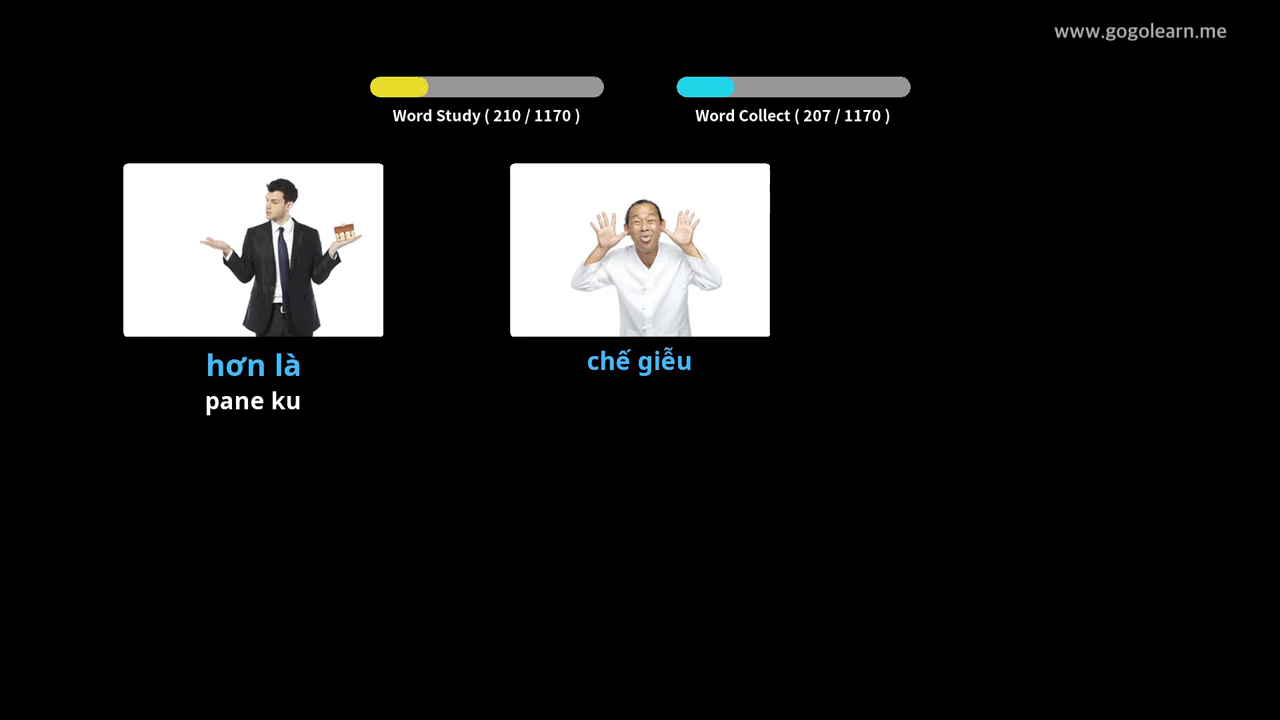 www.gogolearn.me
Word Study ( 210 / 1170 )
Word Collect ( 207 / 1170 )
hơn là
pane ku
chế giễu